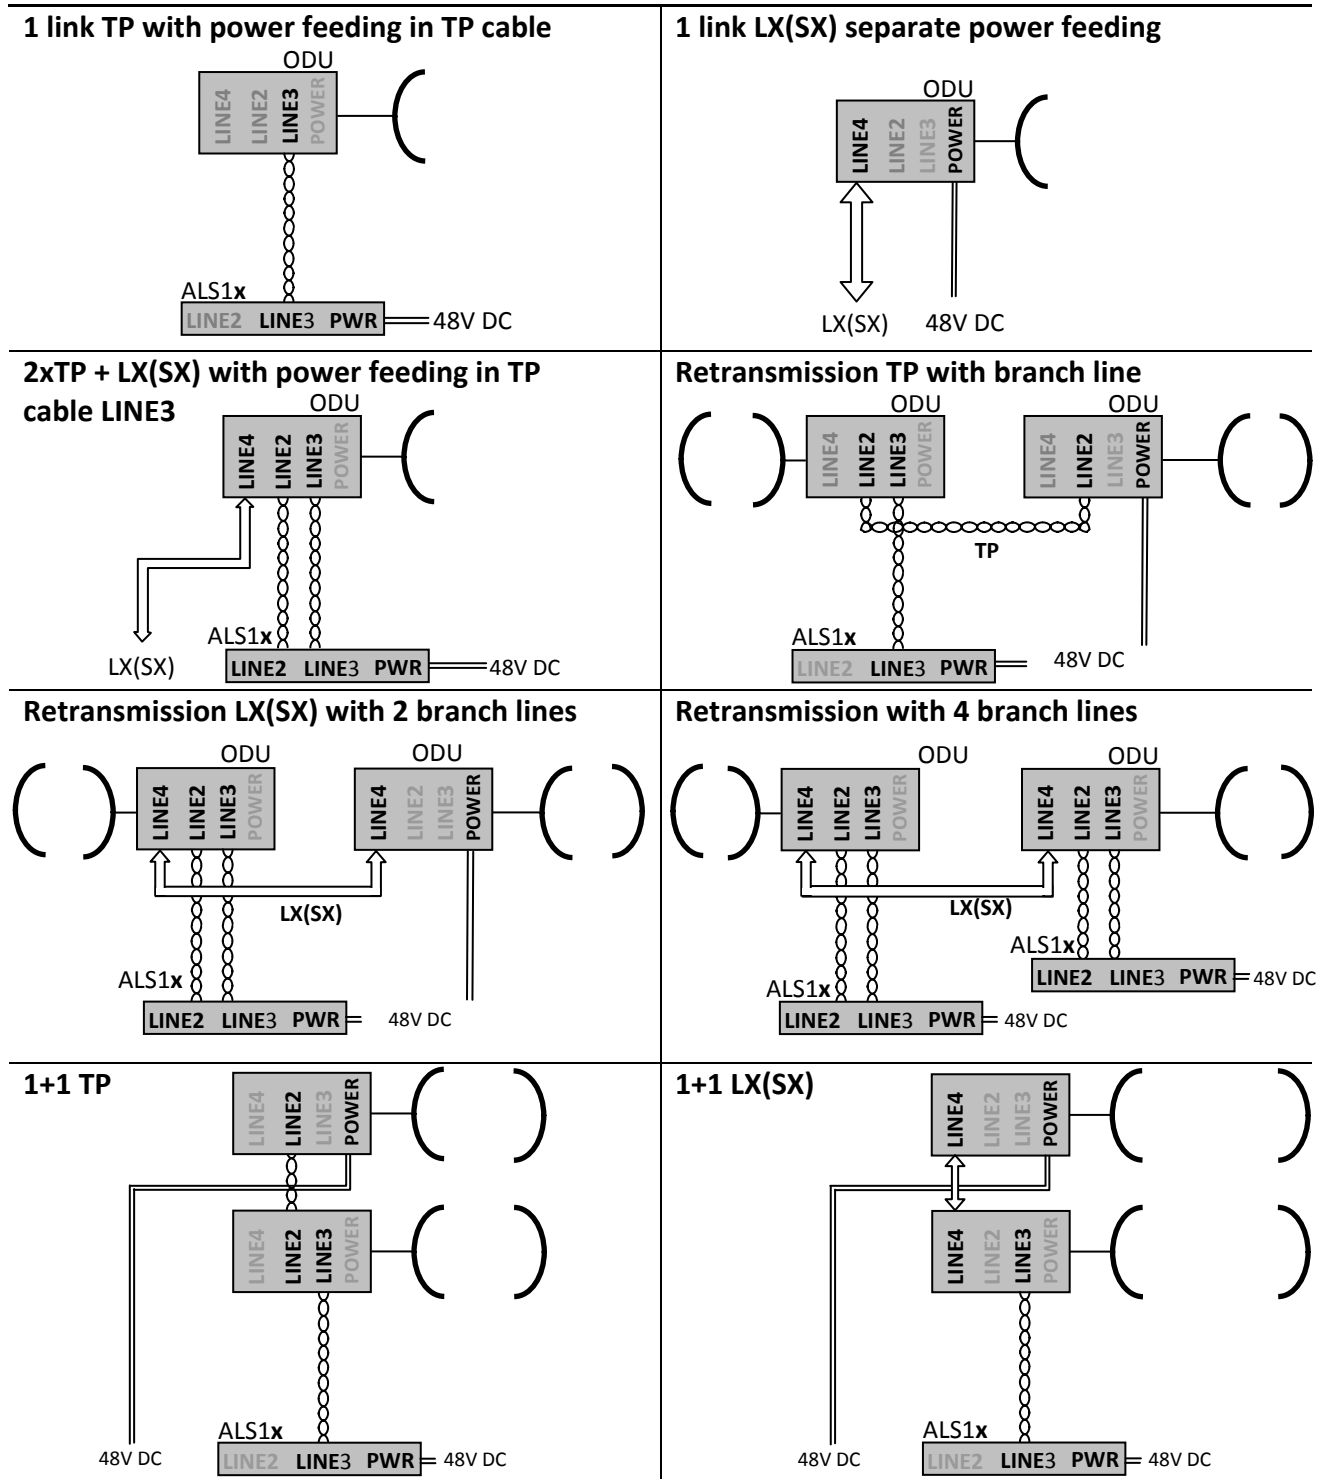 1 link TP with power feeding in TP cable
ODU
LINE4 LINE2 LINE3 POWER
ALS1x
LINE2 LINE3 PWR 48V DC
1 link LX(SX) separate power feeding
ODU
LINE4 LINE2 LINE3 POWER
LX(SX) 48V DC
2xTP + LX(SX) with power feeding in TP
cable LINE3
ODU
LINE4 LINE2 LINE3 POWER
ALS1x
LX(SX)
LINE2 LINE3 PWR 48V DC
Retransmission TP with branch line
ODU ODU
LINE4 LINE2 LINE3 POWER LINE4 LINE2 LINE3 POWER
TP
ALS1x
LINE2 LINE3 PWR 48V DC
Retransmission LX(SX) with 2 branch lines
ODU ODU
LINE4 LINE2 LINE3 POWER LINE4 LINE2 LINE3 POWER
LX(SX)
ALS1x
LINE2 LINE3 PWR 48V DC
Retransmission with 4 branch lines
ODU ODU
LINE4 LINE2 LINE3 POWER LINE4 LINE2 LINE3 POWER
LX(SX)
ALS1x
LINE2 LINE3 PWR 48V DC
ALS1x
LINE2 LINE3 PWR 48V DC
1+1 TP
LINE4 LINE2 LINE3 POWER
LINE4 LINE2 LINE3 POWER
ALS1x
48V DC LINE2 LINE3 PWR 48V DC
1+1 LX(SX)
LINE4 LINE2 LINE3 POWER
LINE4 LINE2 LINE3 POWER
ALS1x
48V DC LINE2 LINE3 PWR 48V DC